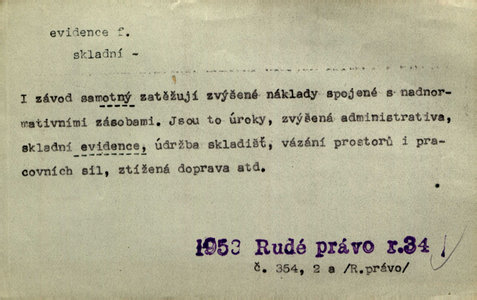 evidence f.
skladní -
I závod samotný zatěžují zvýšené náklady spojené s nadnor-
mativními zásobami. Jsou to úroky, zvýšená administrativa,
skladní evidence, údržba skladišť, vázání prostorů i pra-
covních sil, ztížená doprava atd.
1953 Rudé právo r.34
č. 354, 2 a /R.právo/